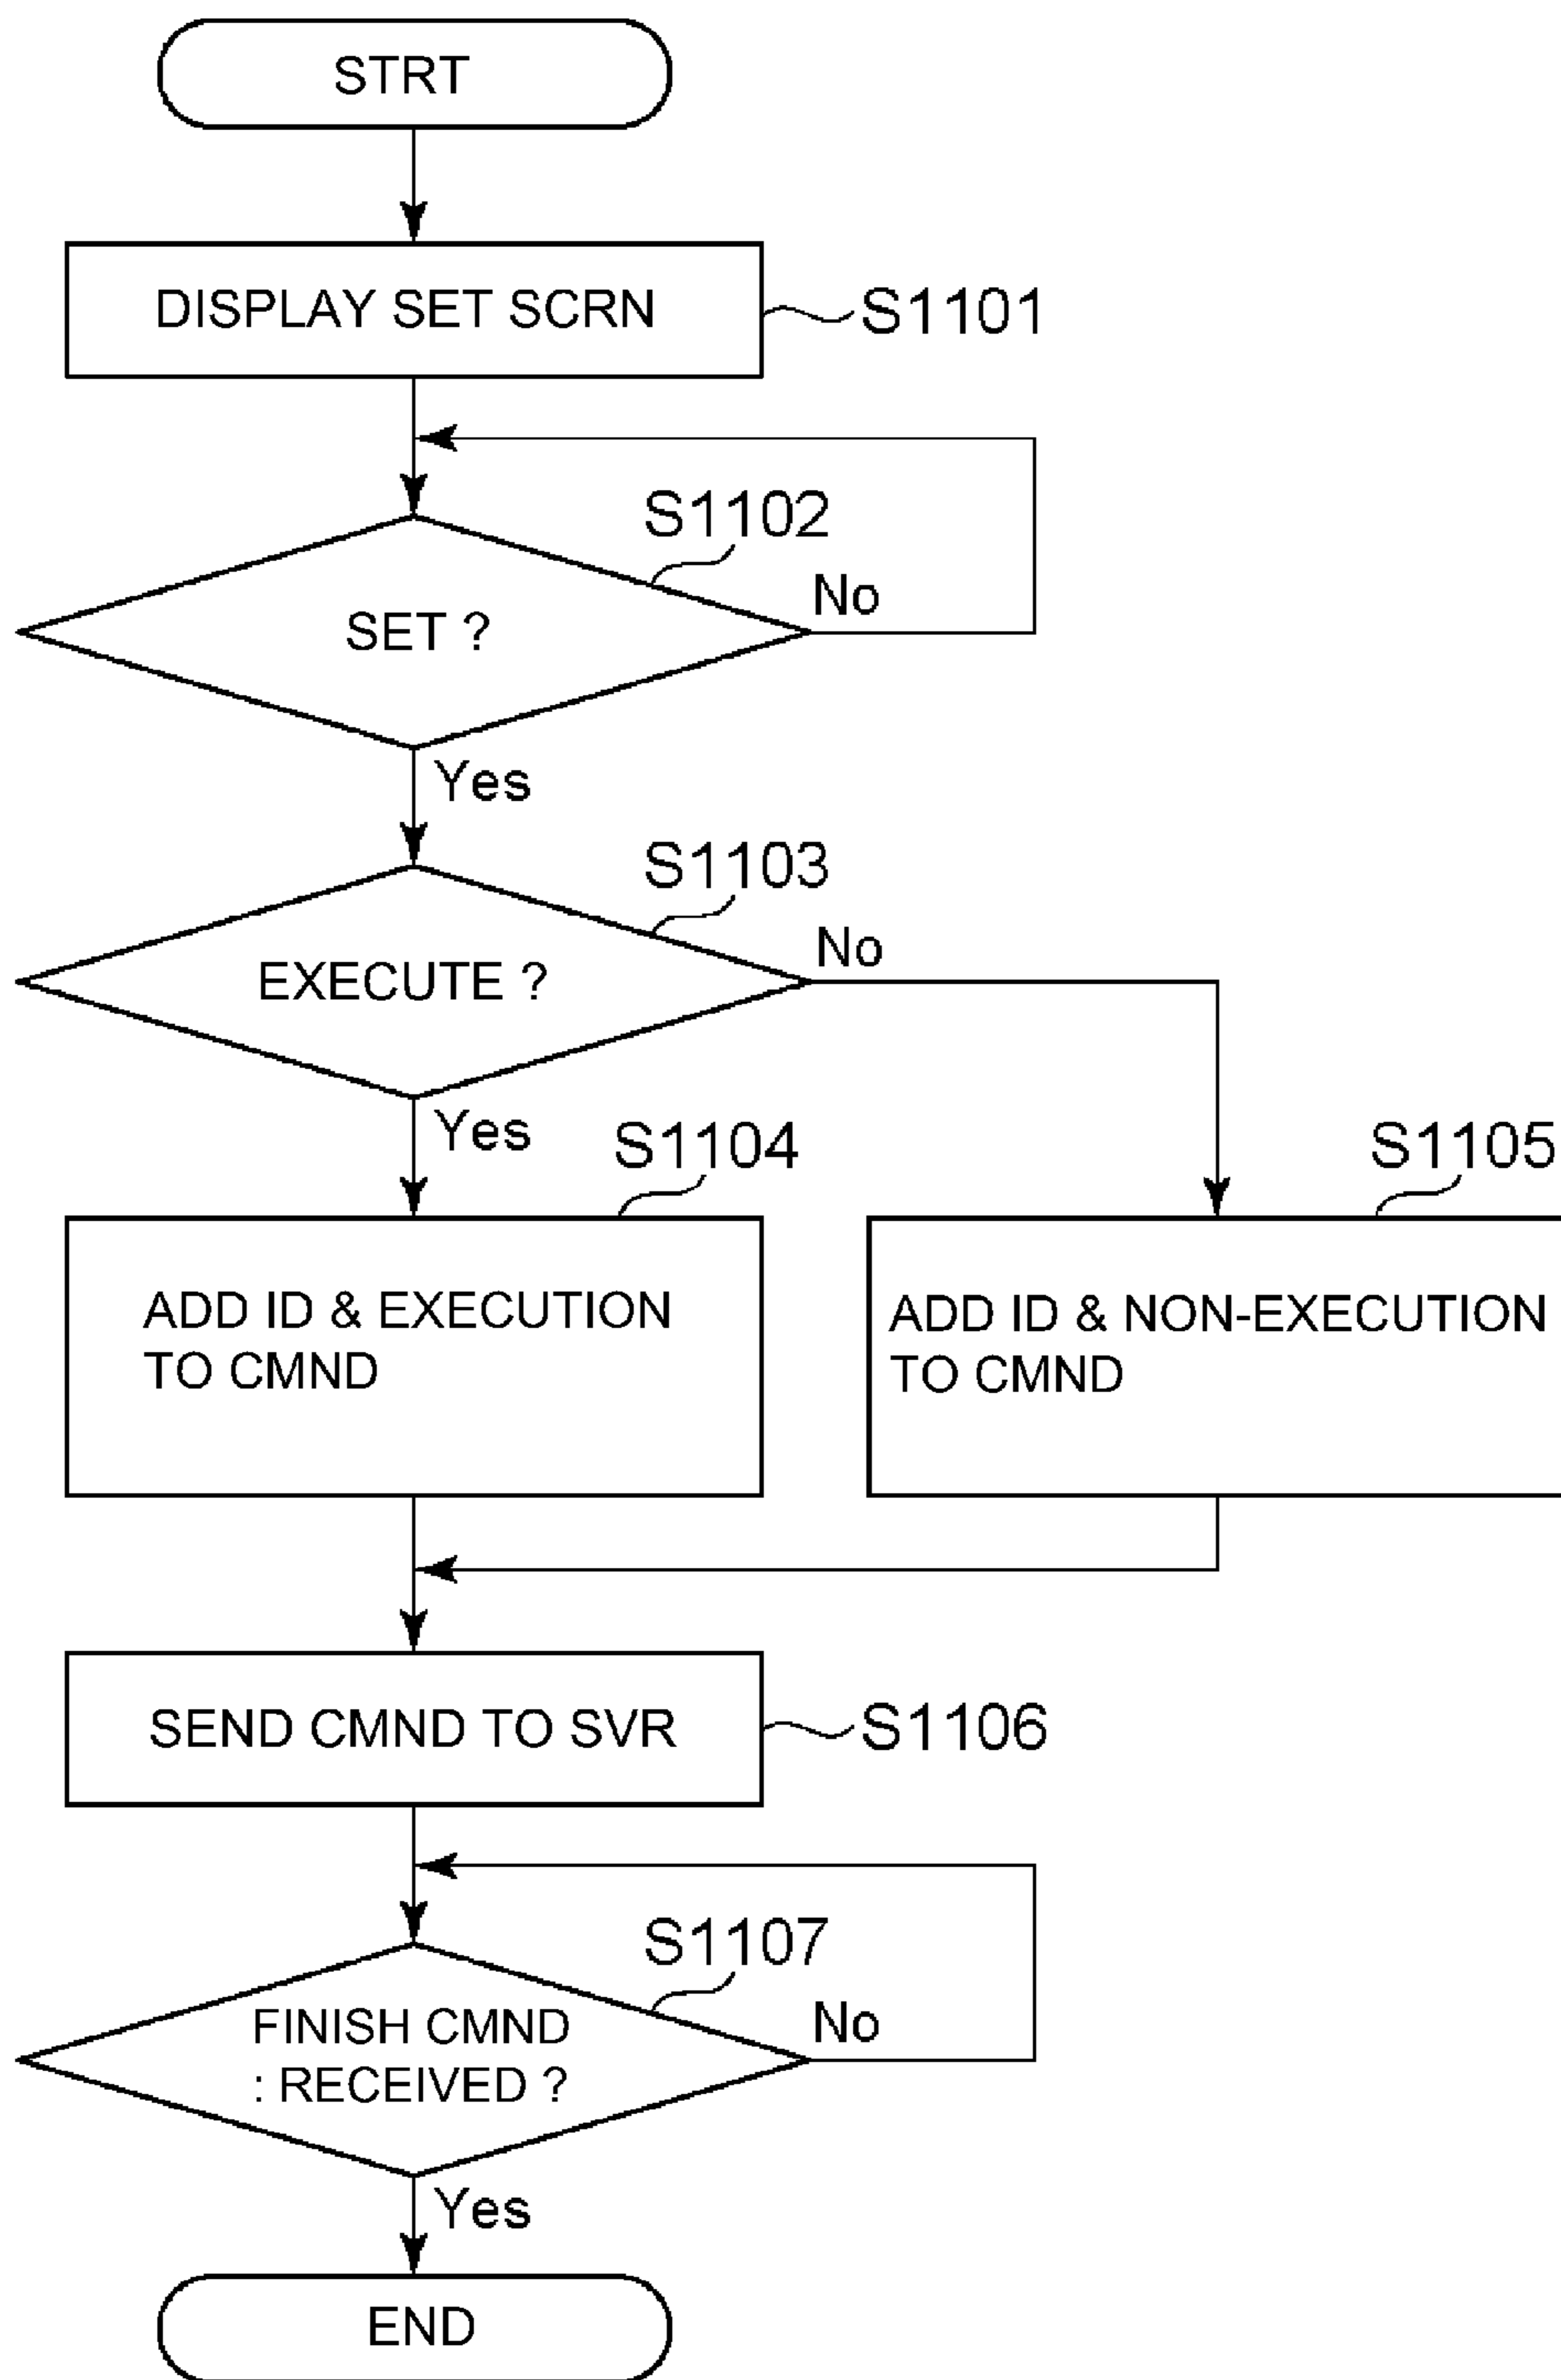 STRT
DISPLAY SET SCRN
S1101
S1102
SET ?
No
Yes
S1103
EXECUTE ?
No
Yes
S1104
S1105
ADD ID & EXECUTION
TO CMND
ADD ID & NON-EXECUTION
TO CMND
SEND CMND TO SVR
S1106
S1107
FINISH CMND
: RECEIVED ?
No
Yes
END